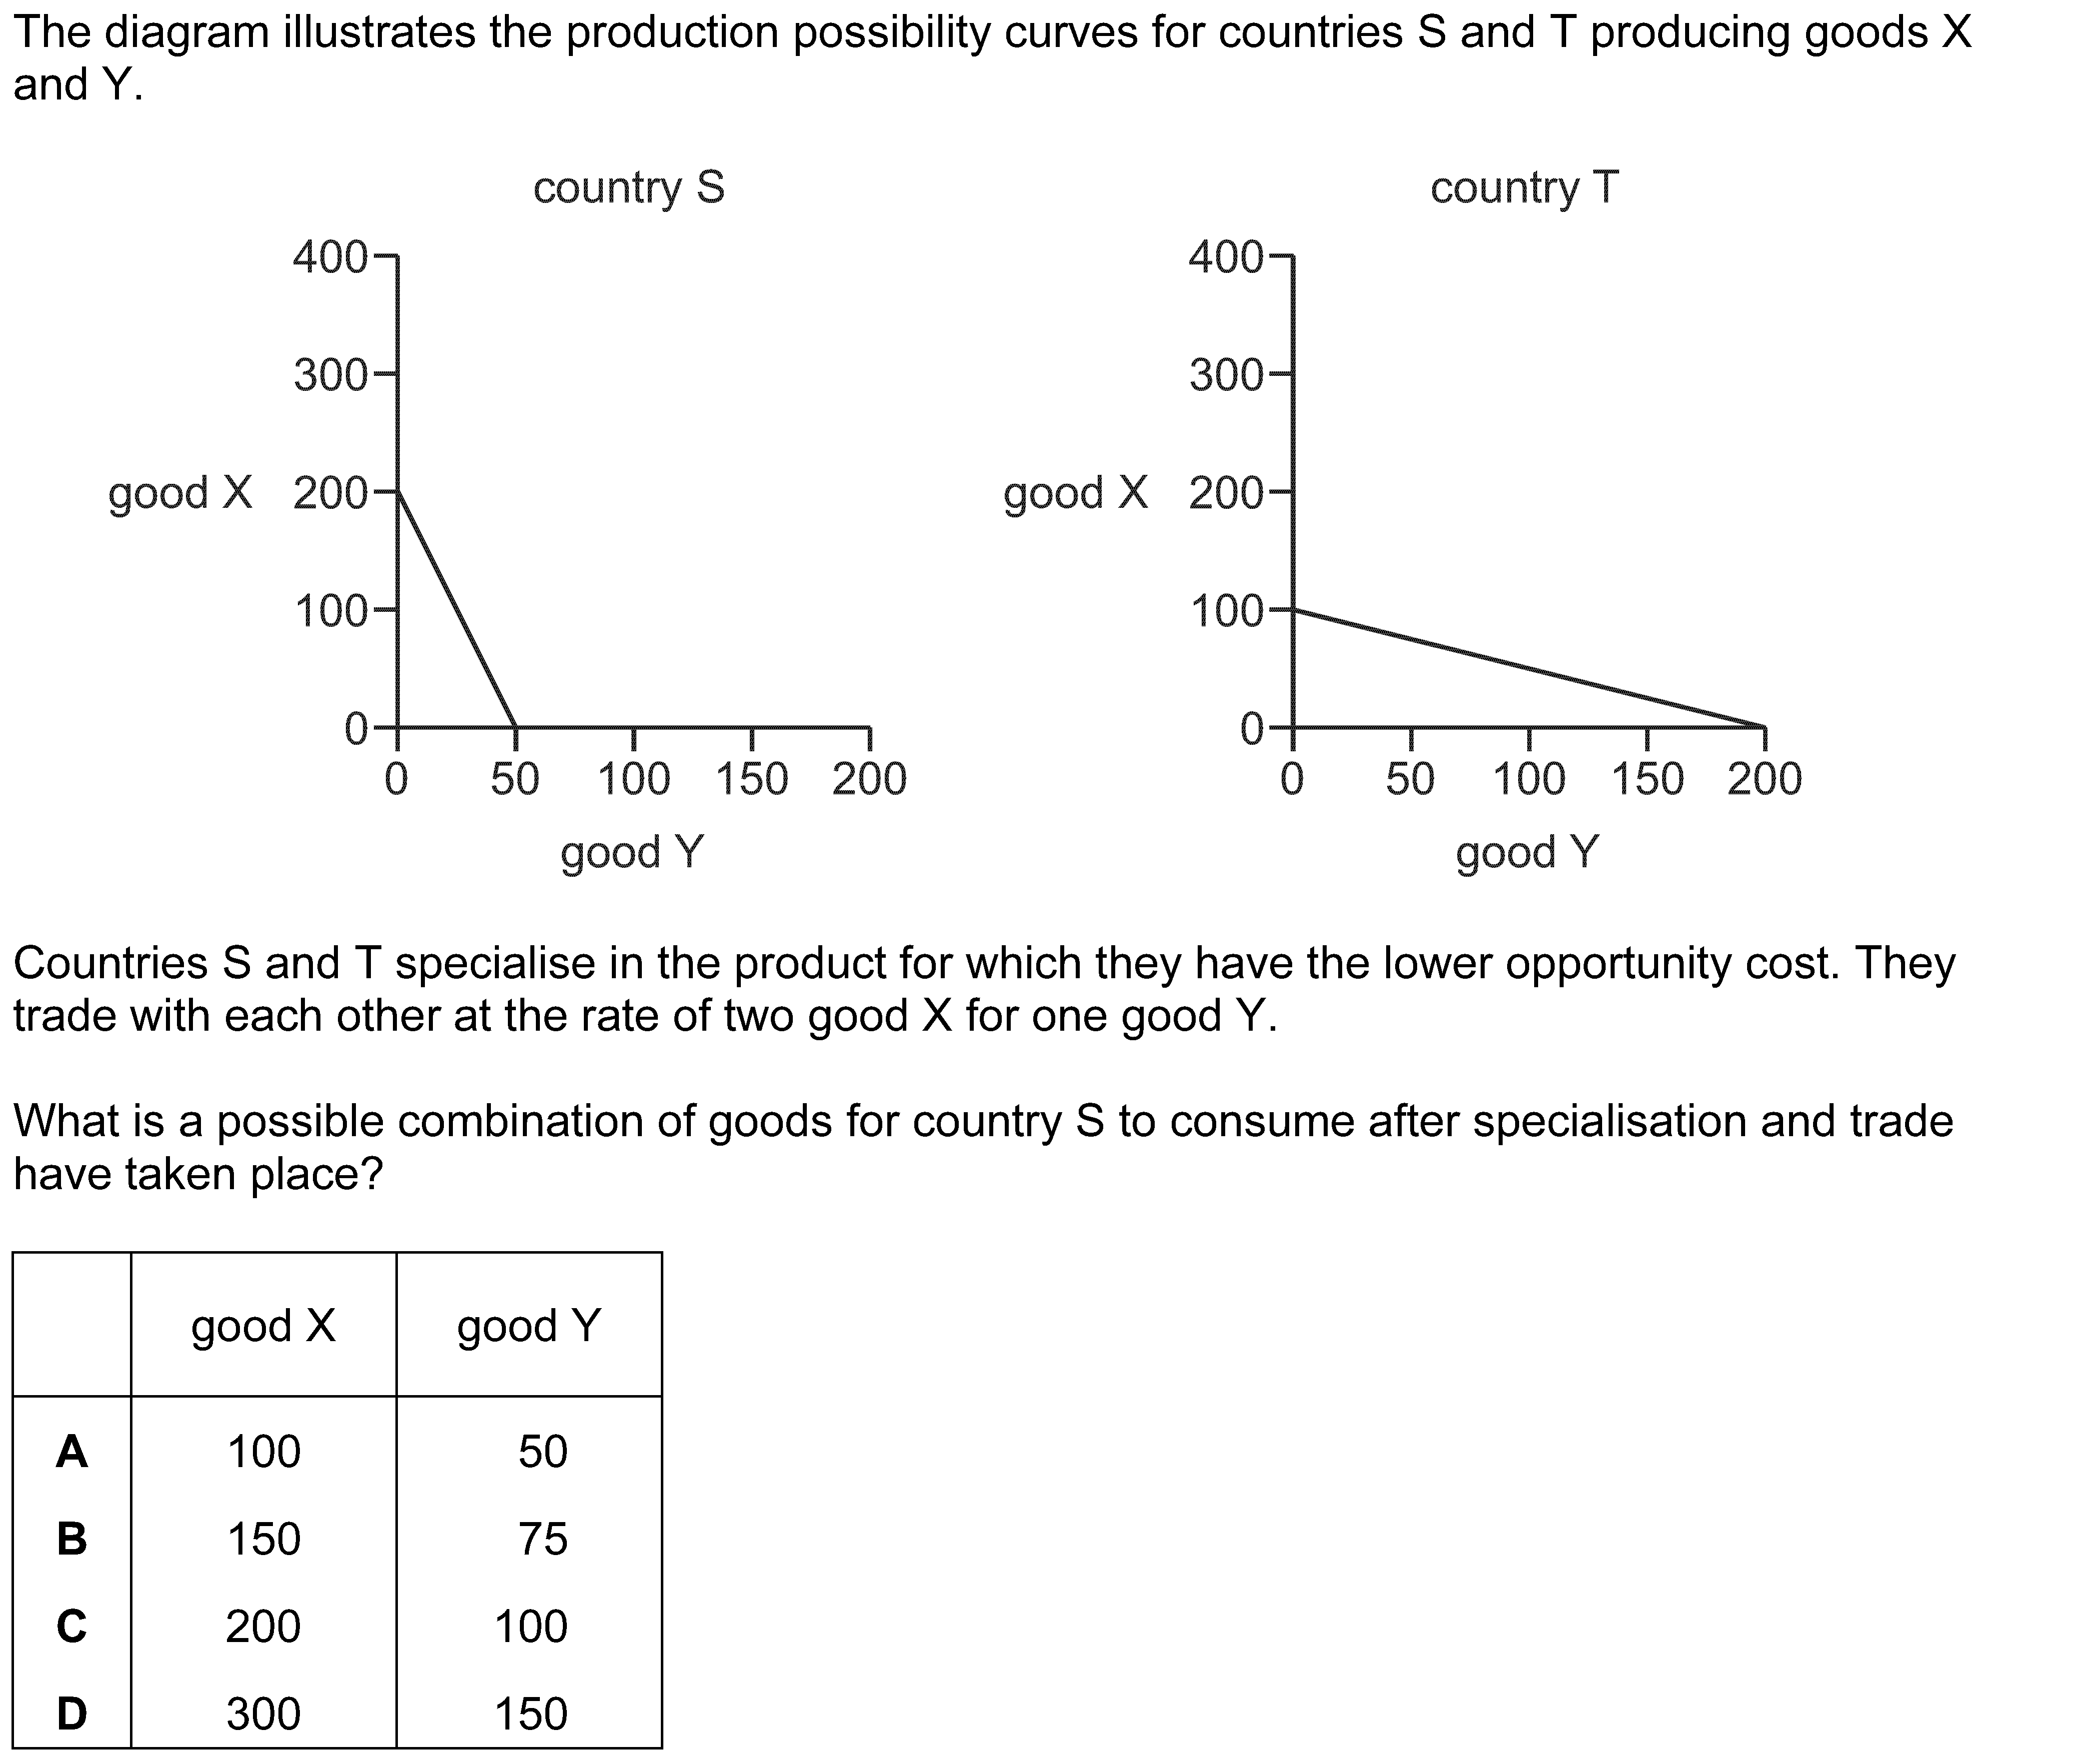 The diagram illustrates the production possibility curves for countries S and T producing goods X
and Y.
country S
400
300
good X 200
100
0
0 50 100 150 200
good Y
country T
400
300
good X 200
100
0
0 50 100 150 200
good Y
Countries S and T specialise in the product for which they have the lower opportunity cost. They
trade with each other at the rate of two good X for one good Y.
What is a possible combination of goods for country S to consume after specialisation and trade
have taken place?
good X good Y
A 100 50
B 150 75
C 200 100
D 300 150